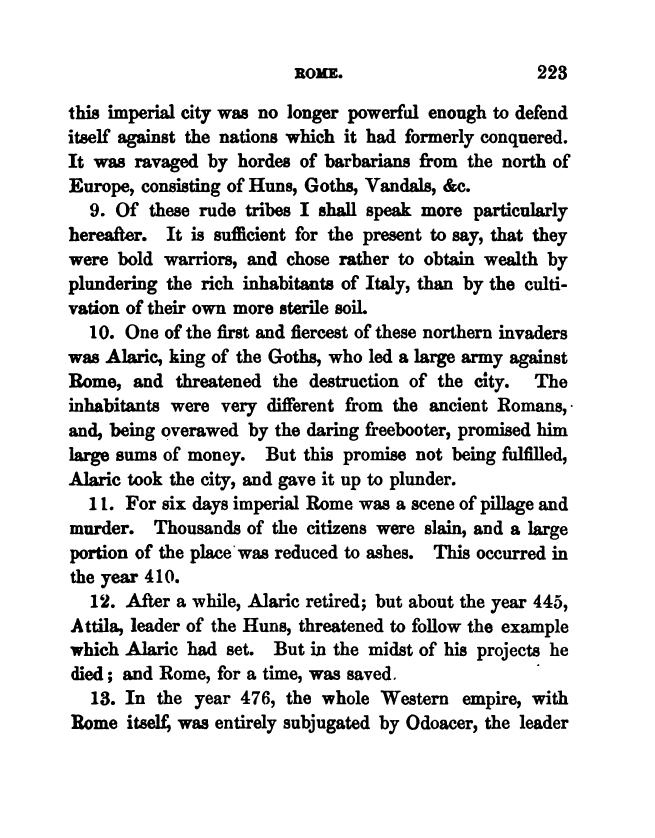 ROME. 223
this imperial city was no longer powerful enough to defend
itself against the nations which it had formerly conquered.
It was ravaged by hordes of barbarians from the north of
Europe, consisting of Huns, Goths, Vandals, &c.
9. Of these rude tribes I shall speak more particularly
hereafter. It is sufficient for the present to say, that they
were bold warriors, and chose rather to obtain wealth by
plundering the rich inhabitants of Italy, than by the culti-
vation of their own more sterile soil.
10. One of the first and fiercest of these northern invaders
was Alaric, king of the Goths, who led a large army against
Rome, and threatened the destruction of the city. The
inhabitants were very different from the ancient Romans,
and, being overawed by the daring freebooter, promised him
large sums of money. But this promise not being fulfilled,
Alaric took the city, and gave it up to plunder.
11. For six days imperial Rome was a scene of pillage and
murder. Thousands of the citizens were slain, and a large
portion of the place was reduced to ashes. This occurred in
the year 410.
12. After a while, Alaric retired; but about the year 445,
Attila, leader of the Huns, threatened to follow the example
which Alaric had set. But in the midst of his projects he
died; and Rome, for a time, was saved.
13. In the year 476, the whole Western empire, with
Rome itself, was entirely subjugated by Odoacer, the leader